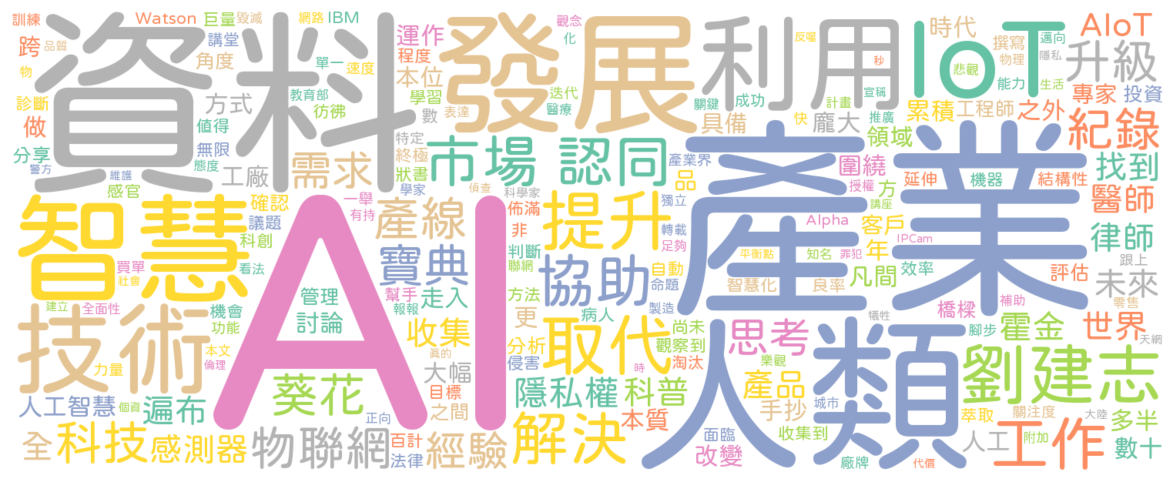 訓練
Watson
巨量
毀滅
網路
IBM
跨
品質
講堂
角度
物
單一
速度
診斷
方式
教育部
彷彿
做
值得
分享
無限
警方
態度
維護
感官
工廠
資料
運作
觀念
化
程度
本位
學習
迭代
表達
醫療
數
特定
終極
狀書
學家
偵查
科學家
發展
利用
反噬
秒
宣稱
關鍵
成功
計畫
推廣
快
具備
龐大
領域
時代
撰寫
物理
邁向
隱私
悲觀
能力
生活
IoT
AIoT
升級
累積
工程師
之外
專家
投資
紀錄
找到
醫師
律師
市場
認同
產業界
品
獨立
轉載
足夠
圍繞
授權
方
講座
延伸
機器
結構性
需求
確認
議題
科創
一舉
有持
佈滿
非
判斷
聯網
產線
寶典
智慧
買單
社會
看法
AI
提升
協助
產業
Alpha
客戶
年
IPCam
平衡點
知名
罪犯
智慧化
良率
凡間
效率
跟上
評估
未來
零售
天網
自動
命題
製造
病人
方法
更
幫手
走入
報報
管理
討論
機會
功能
全面性
建立
技術
本文
倫理
力量
真的
收集
分析
侵害
取代
尚未
觀察到
淘汰
樂觀
犧牲
思考
橋樑
腳步
補助
霍金
世界
劉建志
葵花
大幅
目標
之間
時
隱私權
科普
產品
手抄
城市
人類
萃取
關注度
大陸
多半
人工智慧
遍布
個資
全
科技
感測器
物聯網
正向
百計
法律
經驗
解決
本質
面臨
改變
收集到
廠牌
代價
人工
附加
工作
數十